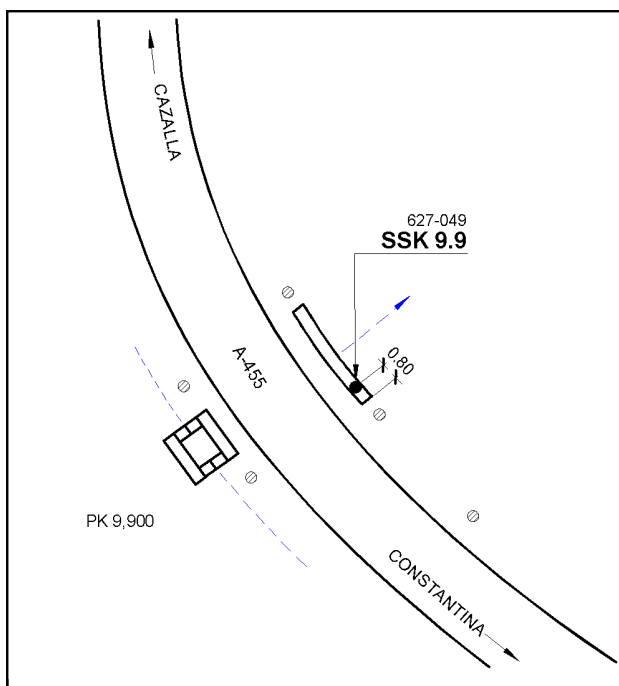 CAZALLA
627-049
SSK 9.9
A-455
0.80
PK 9,900
CONSTANTINA